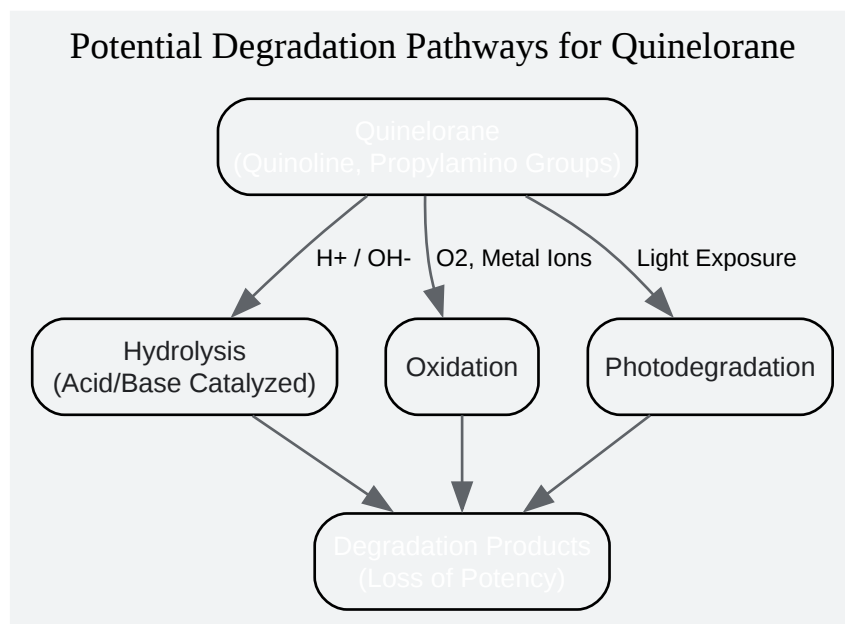 Potential Degradation Pathways for Quinelorane
Quinelorane
(Quinoline, Propylamino Groups)
H+ / OH-
O2, Metal Ions
Light Exposure
Hydrolysis
(Acid/Base Catalyzed)
Oxidation
Photodegradation
Degradation Products
(Loss of Potency)